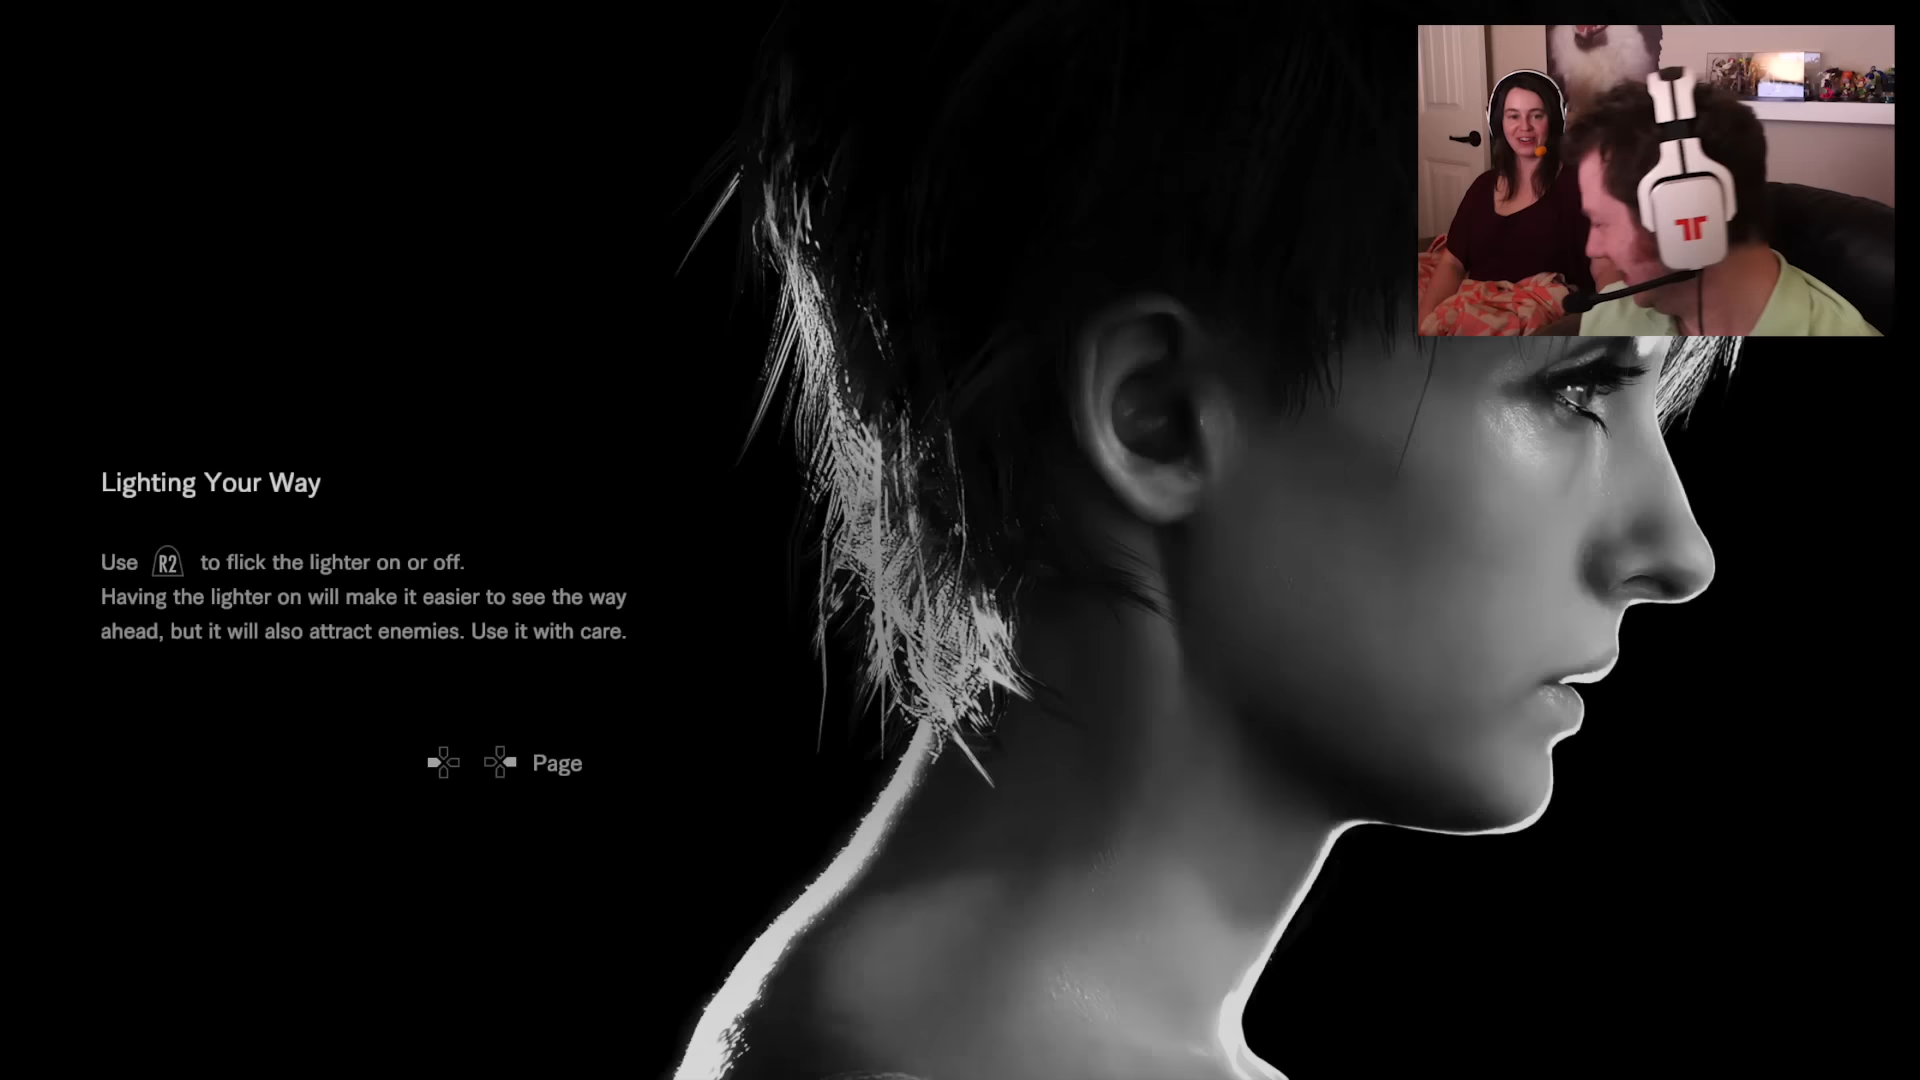 Lighting Your Way
Use R2 to flick the lighter on or off.
Having the lighter on will make it easier to see the way
ahead, but it will also attract enemies. Use it with care.
Page